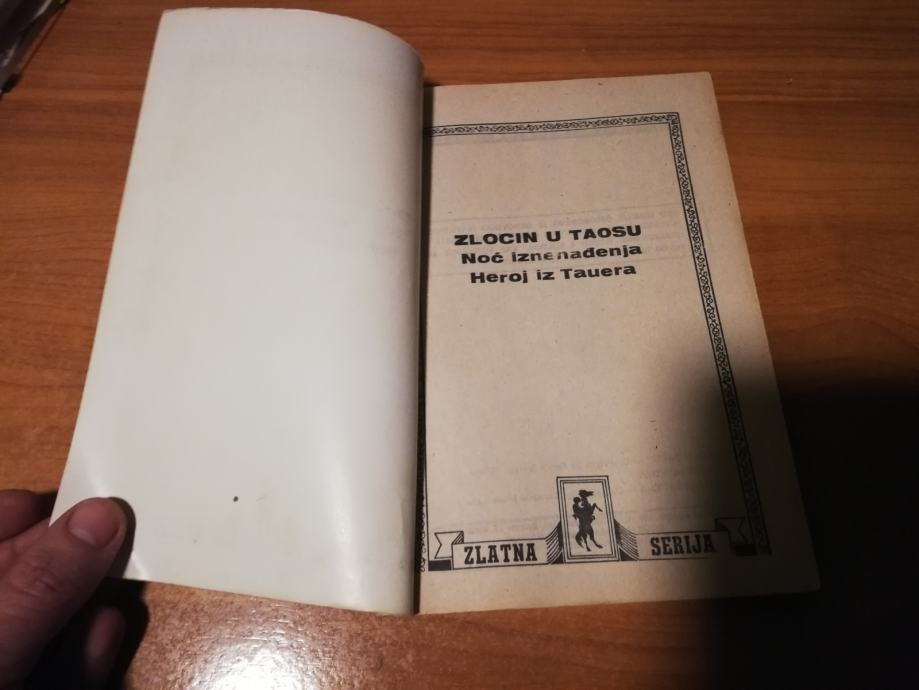 ZLOCIN U TAOSU
Noć iznenađenja
Heroj iz Tauera
ZLATNA SERIJA